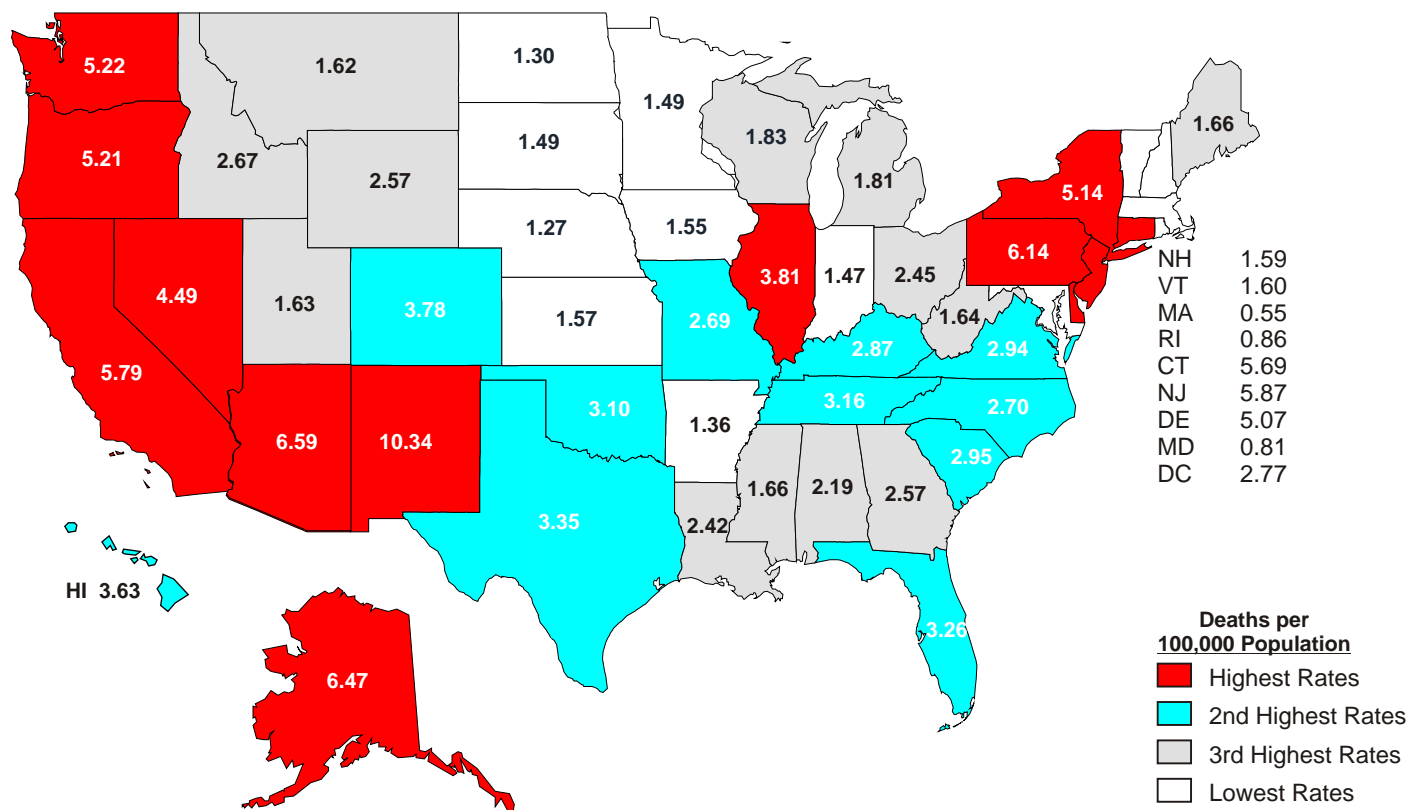 5.22
1.62
1.30
1.49
1.83
1.66
5.21
2.67
2.57
1.49
1.81
5.14
1.27
1.55
6.14
4.49
1.63
3.78
1.57
2.69
3.81
1.47
2.45
1.64
2.87
2.94
5.79
6.59
10.34
3.10
1.36
3.16
2.70
2.95
3.35
2.42
1.66
2.19
2.57
3.26
HI 3.63
6.47
NH 1.59
VT 1.60
MA 0.55
RI 0.86
CT 5.69
NJ 5.87
DE 5.07
MD 0.81
DC 2.77
Deaths per
100,000 Population
Highest Rates
2nd Highest Rates
3rd Highest Rates
Lowest Rates